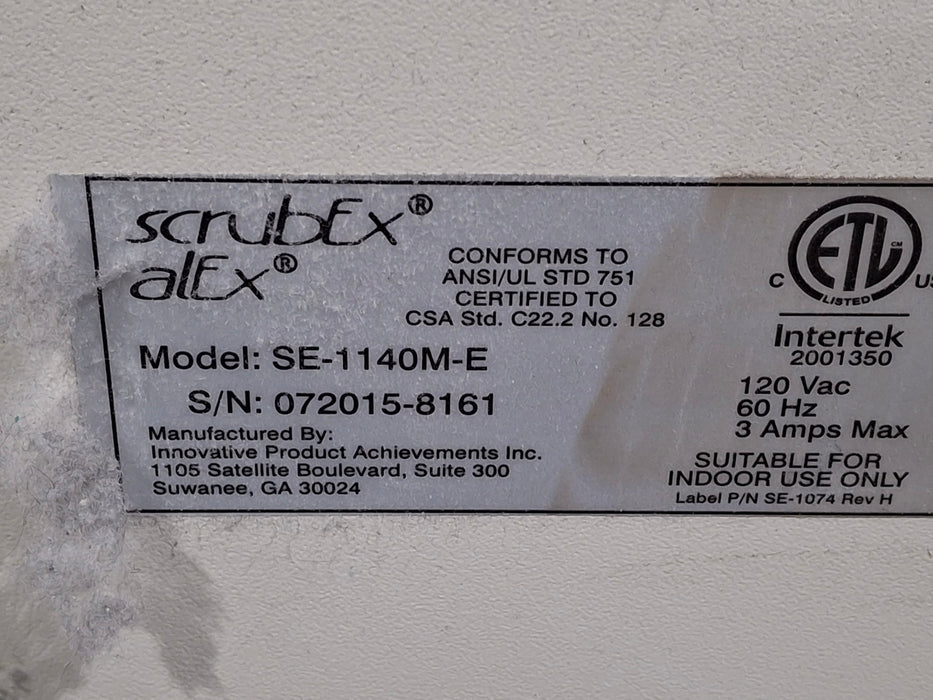 scrubEx®
alEx®
CONFORMS TO
ANSI/UL STD 751
CERTIFIED TO
CSA Std. C22.2 No. 128
Model: SE-1140M-E
S/N: 072015-8161
Manufactured By:
Innovative Product Achievements Inc.
1105 Satellite Boulevard, Suite 300
Suwanee, GA 30024
C ETL CM US
LISTED
Intertek
2001350
120 Vac
60 Hz
3 Amps Max
SUITABLE FOR
INDOOR USE ONLY
Label P/N SE-1074 Rev H